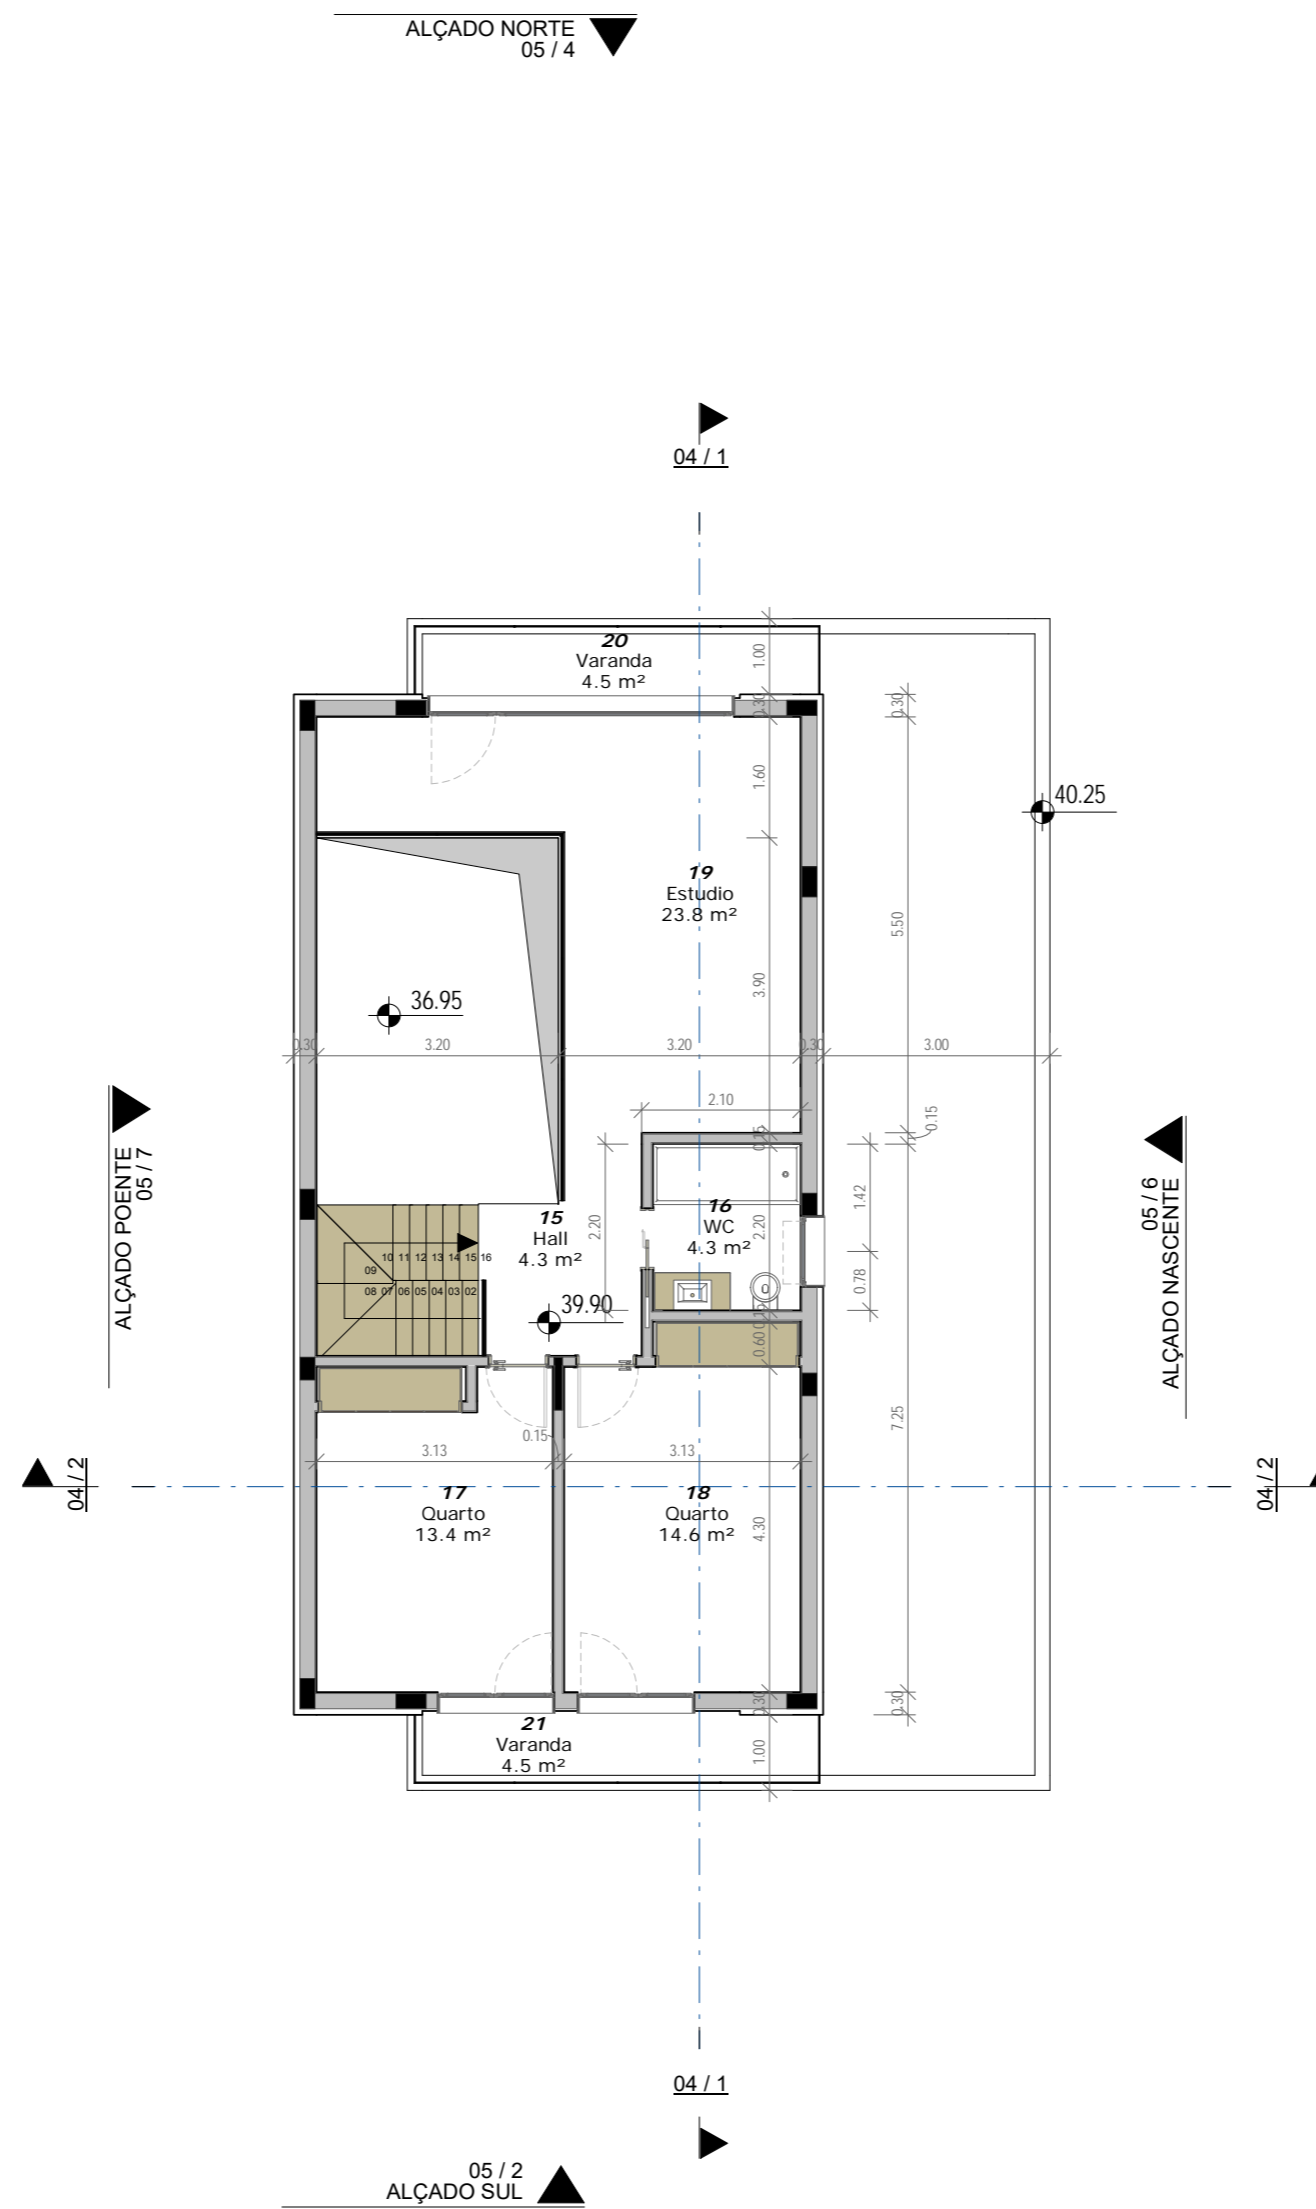 ALÇADO NORTE
05 / 4
04 / 1
20
Varanda
4.5 m²
1.00
0.30
0.30
1.60
40.25
19
Estudio
23.8 m²
5.50
3.90
36.95
0.30
3.20
3.20
0.30
3.00
2.10
0.15
0.15
ALÇADO POENTE
05 / 7
05 / 6
ALÇADO NASCENTE
1.42
16
WC
4.3 m²
15
Hall
4.3 m²
2.20
2.20
10 11 12 13 14 15 16
09
08 07 06 05 04 03 02
0.78
39.90
0.15
0.60
7.25
0.15
3.13
3.13
04 / 2
04 / 2
17
Quarto
13.4 m²
18
Quarto
14.6 m²
4.30
0.30
0.30
21
Varanda
4.5 m²
1.00
04 / 1
05 / 2
ALÇADO SUL